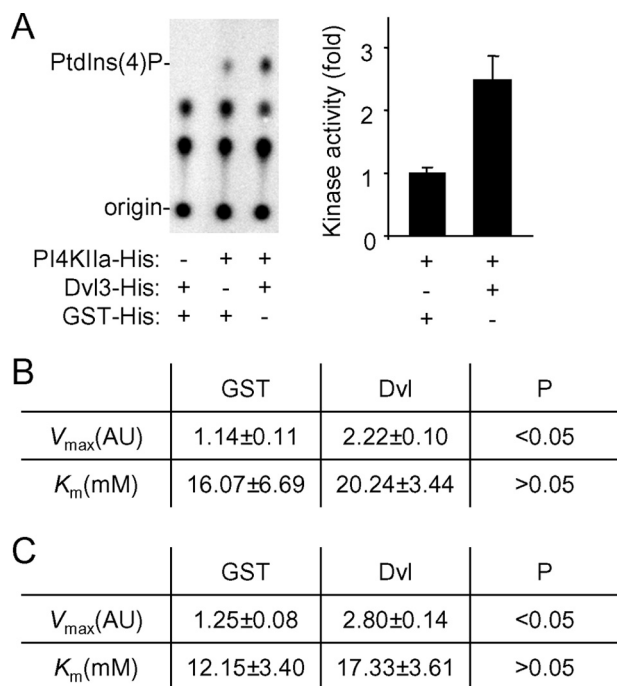 A
PtdIns(4)P-
origin-
PI4KIIa-His: - + +
Dvl3-His: + - +
GST-His: + + -
Kinase activity (fold)
3
2
1
0
+ +
- +
+ -
B
GST Dvl P
Vmax(AU) 1.14±0.11 2.22±0.10 <0.05
Km(mM) 16.07±6.69 20.24±3.44 >0.05
C
GST Dvl P
Vmax(AU) 1.25±0.08 2.80±0.14 <0.05
Km(mM) 12.15±3.40 17.33±3.61 >0.05